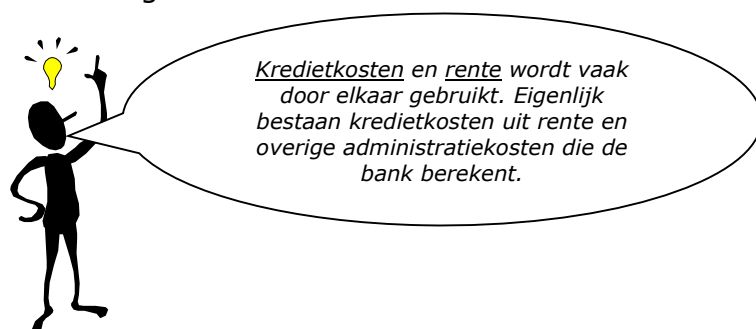 Kredietkosten en rente wordt vaak
door elkaar gebruikt. Eigenlijk
bestaan kredietkosten uit rente en
overige administratiekosten die de
bank berekent.